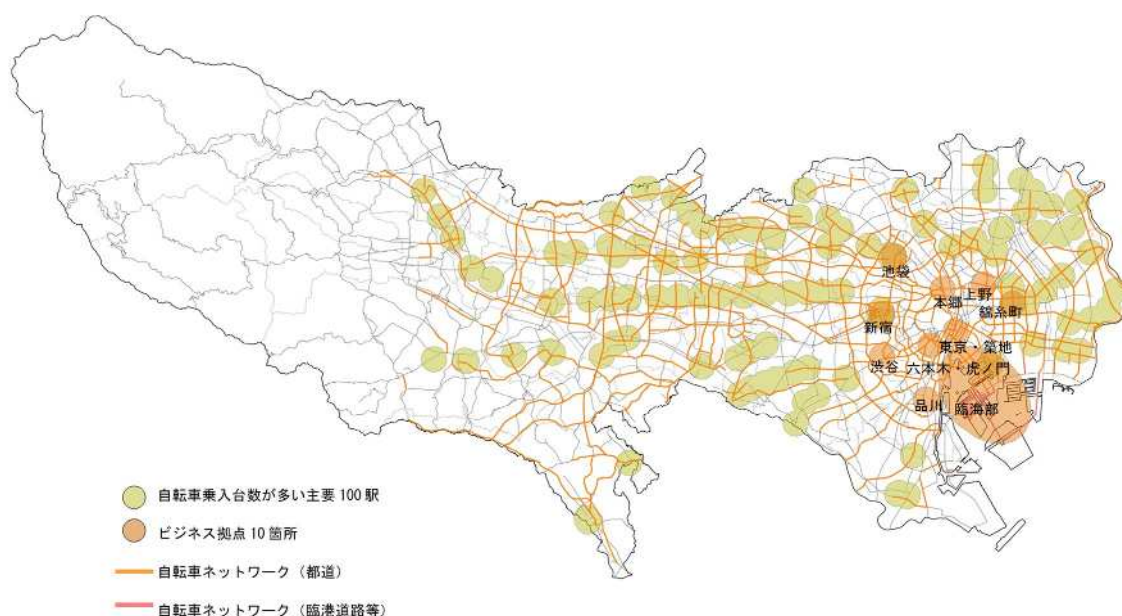 池袋
本郷
上野
錦糸町
新宿
東京・築地
渋谷
六本木・虎ノ門
品川
臨海部
自転車乗入台数が多い主要100駅
ビジネス拠点10箇所
自転車ネットワーク（都道）
自転車ネットワーク（臨港道路等）